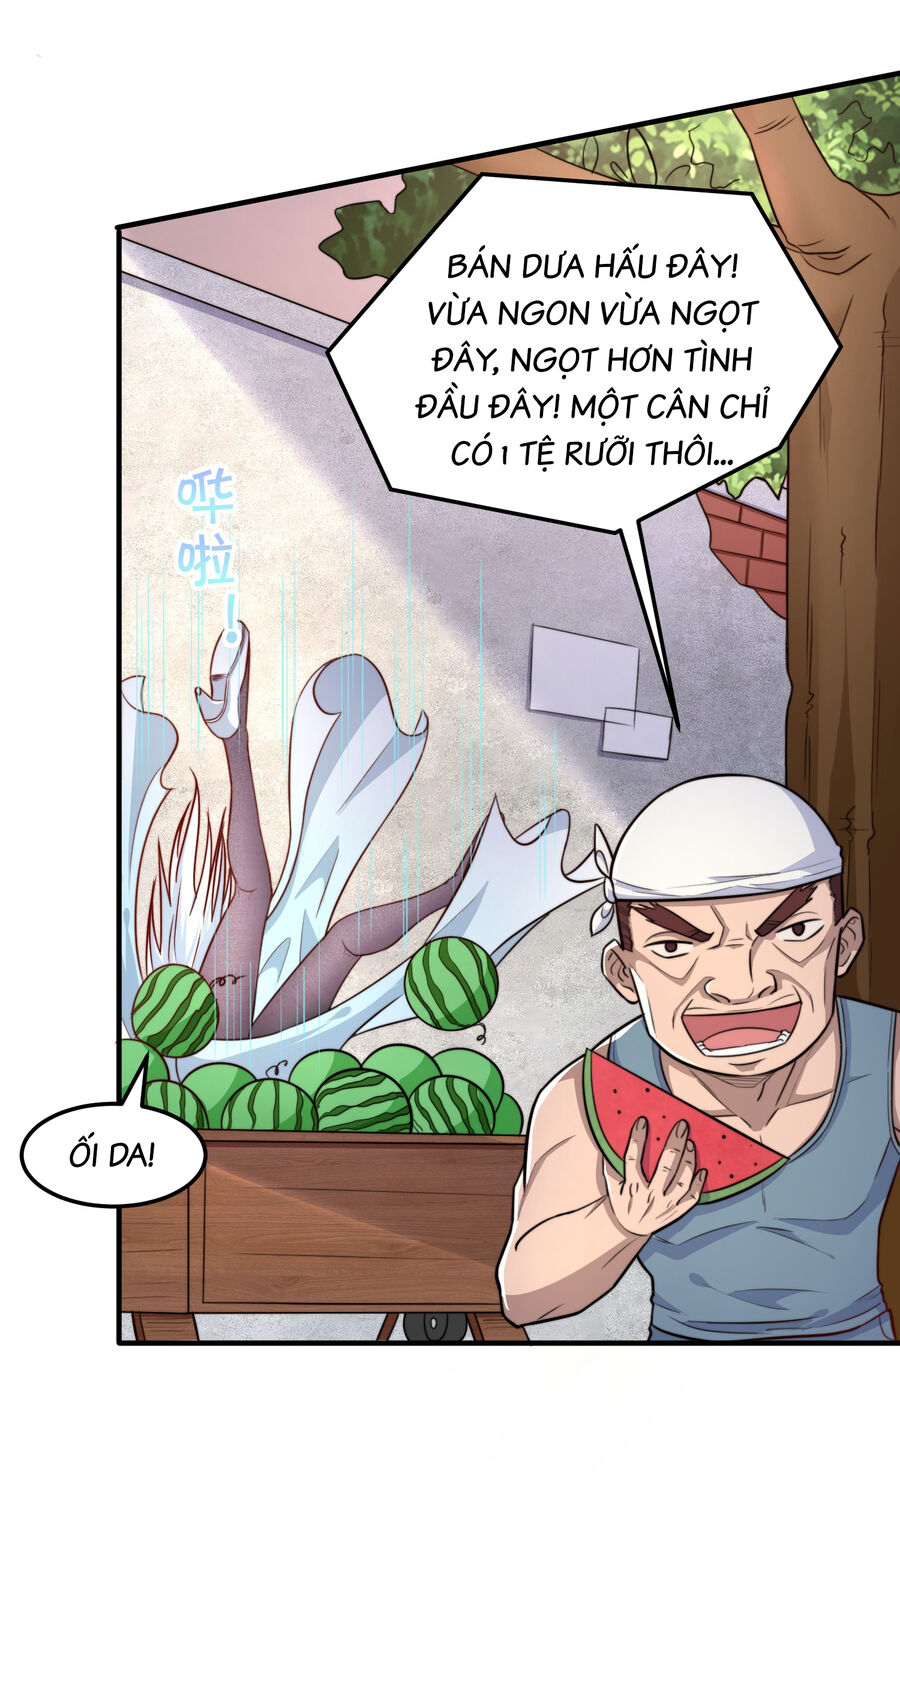 BÁN DƯA HẤU ĐÂY!
VỪA NGON VỪA NGỌT
ĐÂY, NGỌT HƠN TÌNH
ĐẦU ĐÂY! MỘT CÂN CHỈ
CÓ 1 TỆ RƯỠI THÔI...
哗
啦
!
ỐI DA!